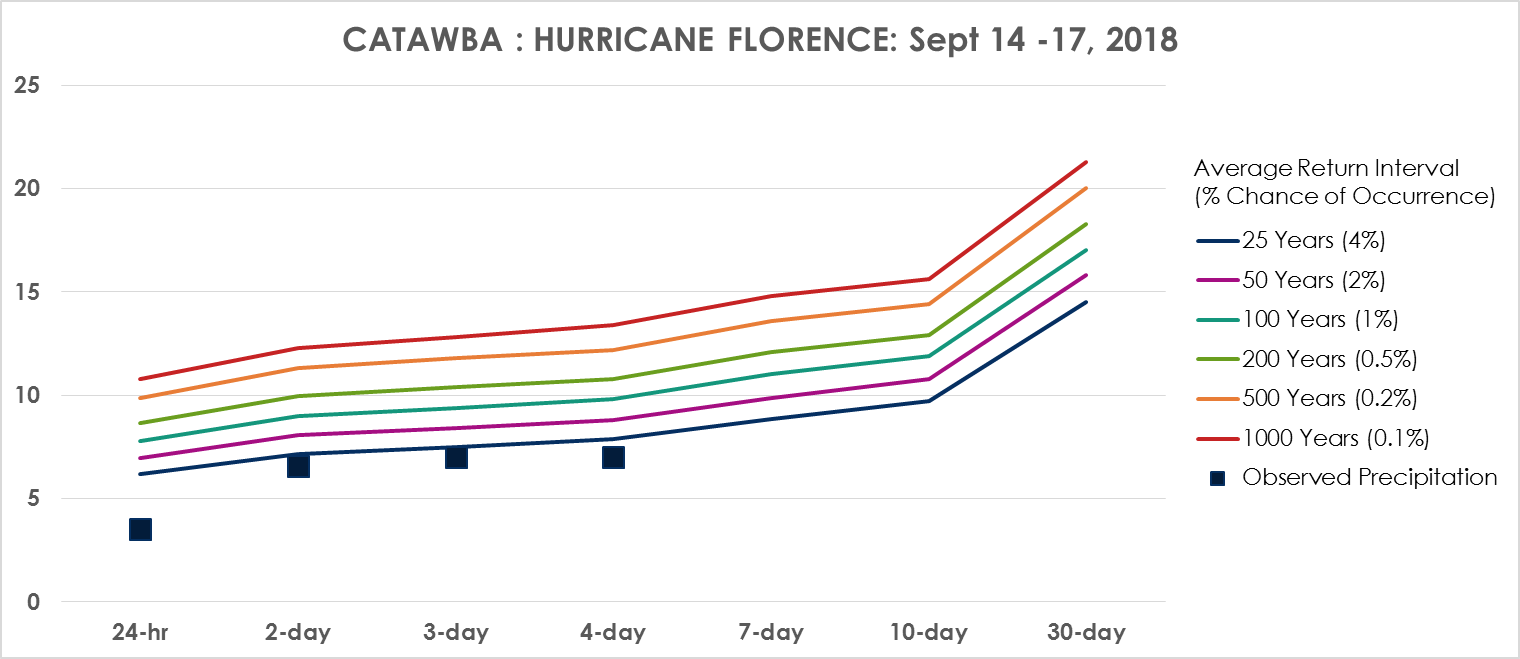 CATAWBA : HURRICANE FLORENCE: Sept 14 -17, 2018
25
20
15
10
5
0
24-hr
2-day
3-day
4-day
7-day
10-day
30-day
Average Return Interval
(% Chance of Occurrence)
25 Years (4%)
50 Years (2%)
100 Years (1%)
200 Years (0.5%)
500 Years (0.2%)
1000 Years (0.1%)
Observed Precipitation